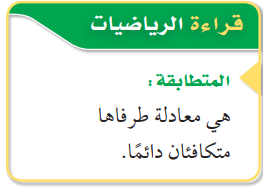 قراءة الرياضيات
المتطابقة :
هي معادلة طرفاها
متكافئان دائمًا.